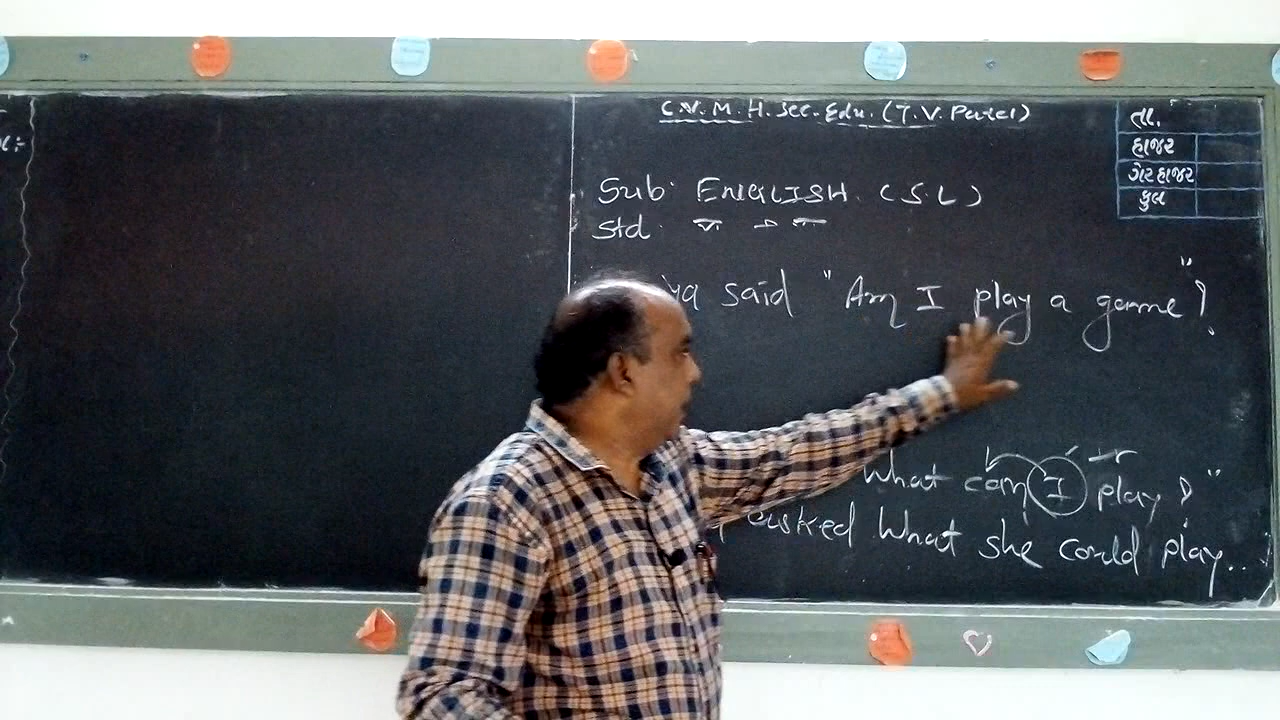 C.V.M. H. Sec. Edu. (T. V. Patel)
તા.
હાજર
ગેરહાજર
કુલ
Sub: ENGLISH. (S.L)
Std.
ya said "Am I play a game"?
What can I play?"
asked What she could play..